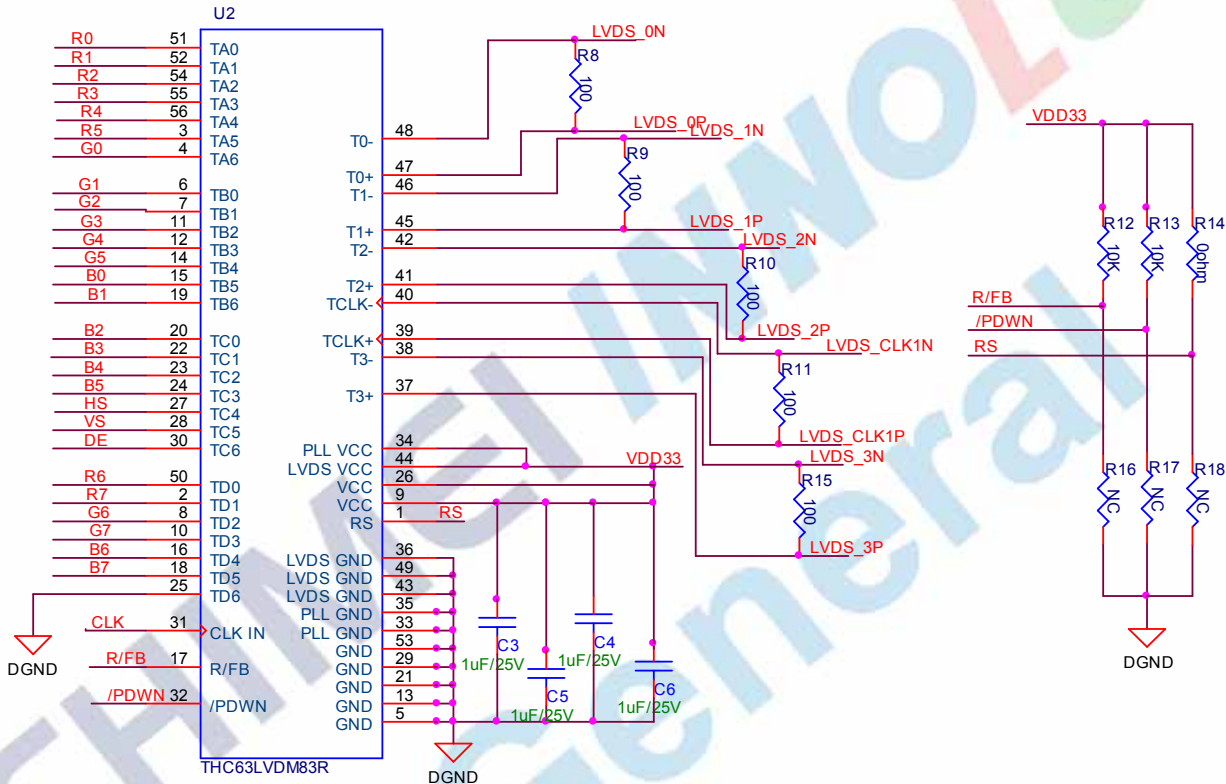 U2
R0 51 TA0
R1 52 TA1
R2 54 TA2
R3 55 TA3
R4 56 TA4
R5 3 TA5
G0 4 TA6
G1 6 TB0
G2 7 TB1
G3 11 TB2
G4 12 TB3
G5 14 TB4
B0 15 TB5
B1 19 TB6
B2 20 TC0
B3 22 TC1
B4 23 TC2
B5 24 TC3
HS 27 TC4
VS 28 TC5
DE 30 TC6
R6 50 TD0
R7 2 TD1
G6 8 TD2
G7 10 TD3
B6 16 TD4
B7 18 TD5
25 TD6
CLK 31 CLK IN
R/FB 17 R/FB
/PDWN 32 /PDWN
DGND
THC63LVDM83R
T0- 48
T0+ 47
T1- 46
T1+ 45
T2- 42
T2+ 41
TCLK- 40
TCLK+ 39
T3- 38
T3+ 37
PLL VCC 34
LVDS VCC 44
VCC 26
VCC 9
RS 1 RS
LVDS GND 36
LVDS GND 49
LVDS GND 43
PLL GND 35
PLL GND 33
GND 53
GND 29
GND 21
GND 13
GND 5
LVDS_0N
R8
100
LVDS_0P
LVDS_1N
R9
100
LVDS_1P
LVDS_2N
R10
100
LVDS_2P
LVDS_CLK1N
R11
100
LVDS_CLK1P
LVDS_3N
R15
100
LVDS_3P
VDD33
C3
1uF/25V
C4
1uF/25V
C5
1uF/25V
C6
1uF/25V
DGND
VDD33
R12 R13 R14
10K 10K 0ohm
R/FB
/PDWN
RS
R16 R17 R18
NC NC NC
DGND
CHIMEI INNOLU
General